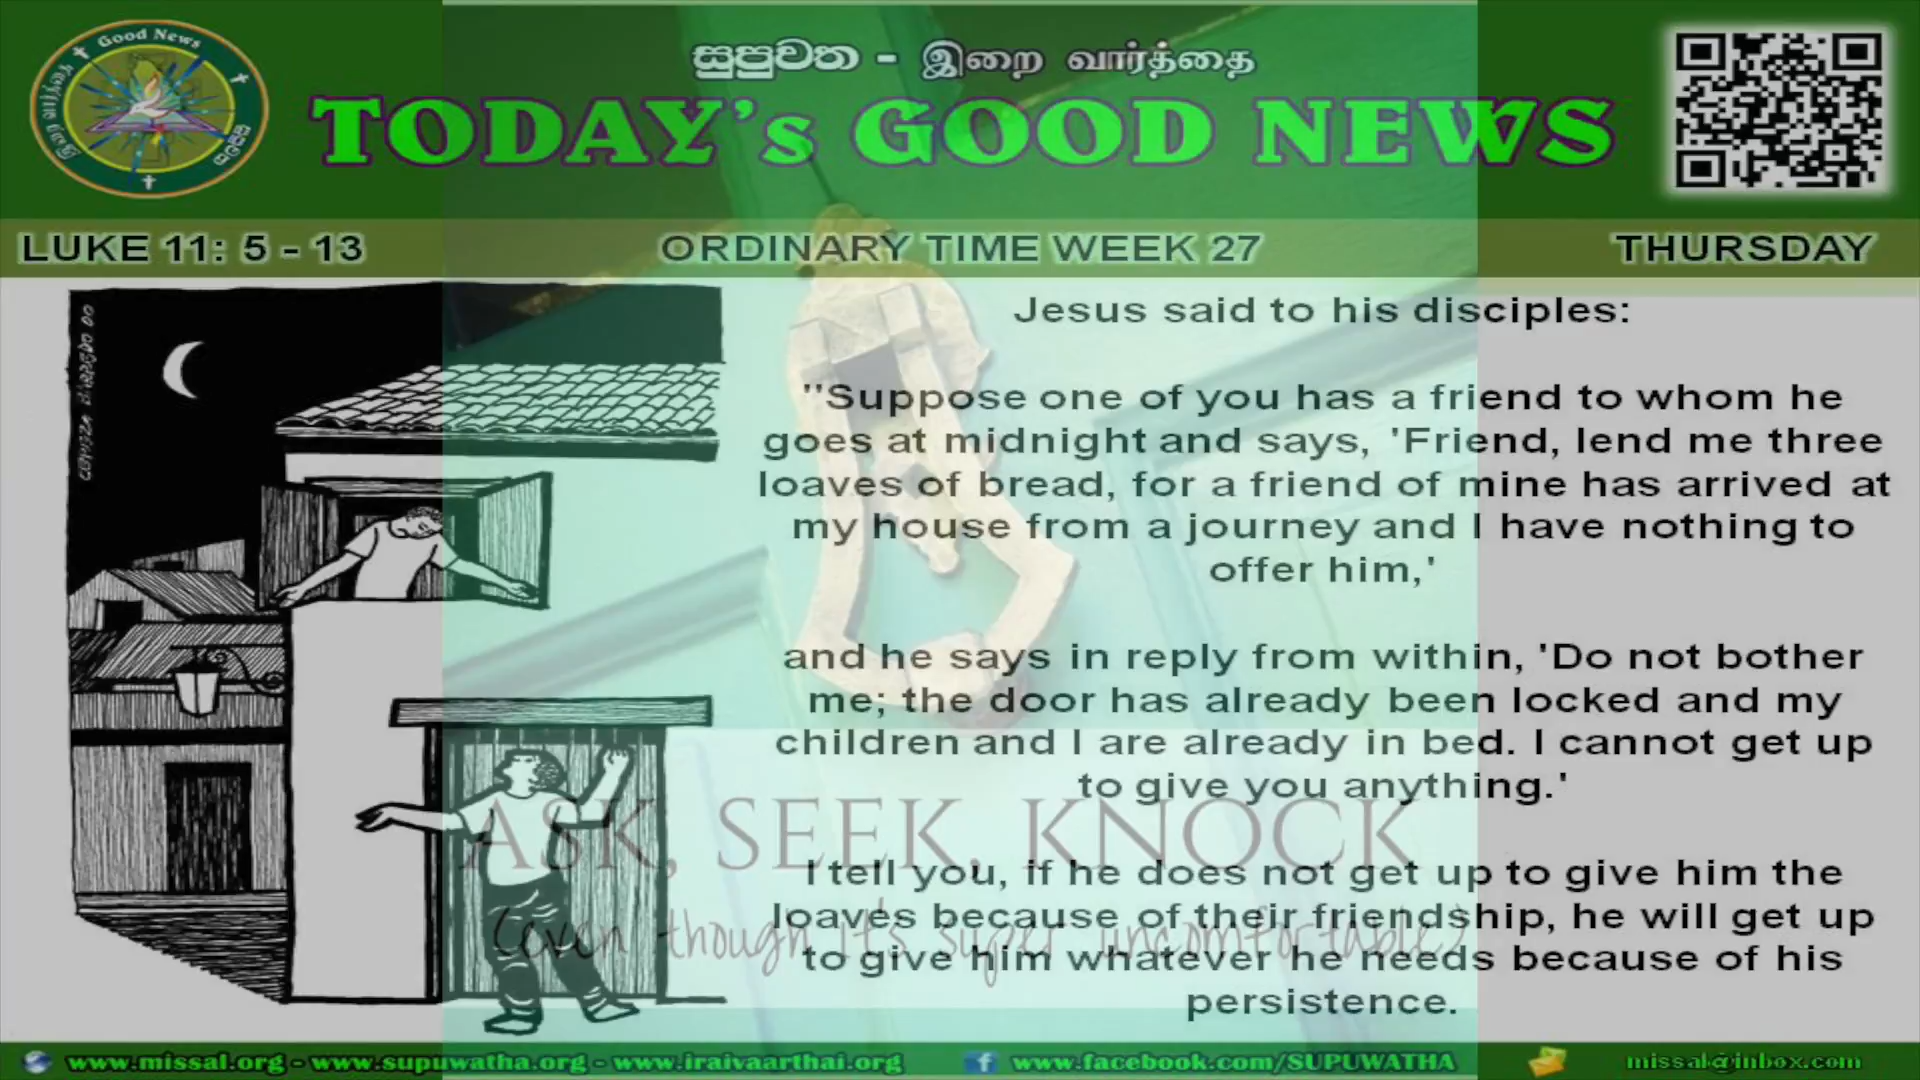 Good News
සුපුවත - இறை வார்த்தை
TODAY's GOOD NEWS
LUKE 11: 5 - 13
ORDINARY TIME WEEK 27
THURSDAY
Jesus said to his disciples:
"Suppose one of you has a friend to whom he
goes at midnight and says, 'Friend, lend me three
loaves of bread, for a friend of mine has arrived at
my house from a journey and I have nothing to
offer him,'
and he says in reply from within, 'Do not bother
me; the door has already been locked and my
children and I are already in bed. I cannot get up
to give you anything.'
I tell you, if he does not get up to give him the
loaves because of their friendship, he will get up
to give him whatever he needs because of his
persistence.
ASK, SEEK, KNOCK
(even though it's super uncomfortable)
www.missal.org - www.supuwatha.org - www.iraivaarthai.org
www.facebook.com/SUPUWATHA
missal@inbox.com